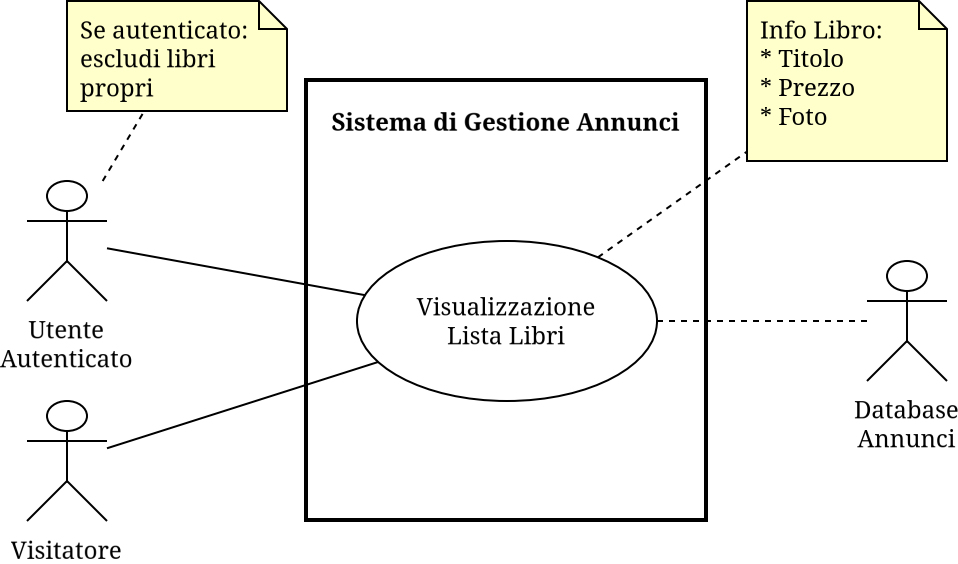 Se autenticato:
escludi libri
propri
Info Libro:
* Titolo
* Prezzo
* Foto
Sistema di Gestione Annunci
Visualizzazione
Lista Libri
Utente
Autenticato
Database
Annunci
Visitatore